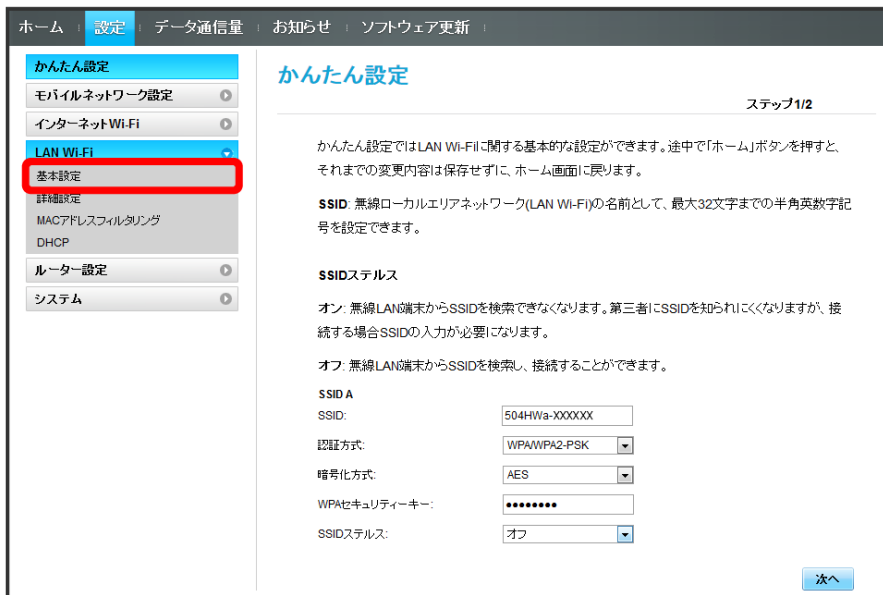 ホーム 設定 データ通信量 お知らせ ソフトウェア更新
かんたん設定
モバイルネットワーク設定
インターネットWi-Fi
LAN Wi-Fi
基本設定
詳細設定
MACアドレスフィルタリング
DHCP
ルーター設定
システム
かんたん設定
ステップ1/2
かんたん設定ではLAN Wi-Fiに関する基本的な設定ができます。途中で「ホーム」ボタンを押すと、
それまでの変更内容は保存せずに、ホーム画面に戻ります。
SSID: 無線ローカルエリアネットワーク(LAN Wi-Fi)の名前として、最大32文字までの半角英数字記
号を設定できます。
SSIDステルス
オン: 無線LAN端末からSSIDを検索できなくなります。第三者にSSIDを知られにくくなりますが、接
続する場合SSIDの入力が必要になります。
オフ: 無線LAN端末からSSIDを検索し、接続することができます。
SSID A
SSID: 504HWa-XXXXXX
認証方式: WPA/WPA2-PSK
暗号化方式: AES
WPAセキュリティーキー: ••••••••
SSIDステルス: オフ
次へ